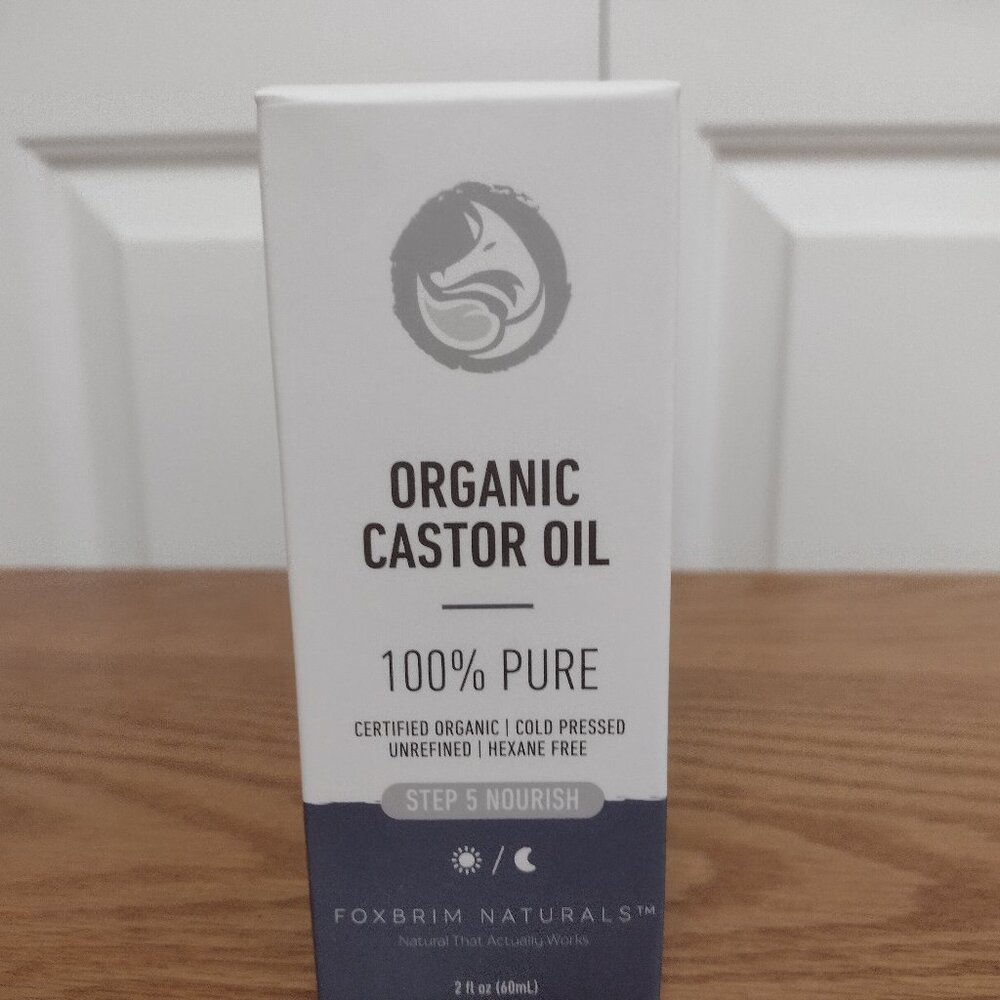 ORGANIC
CASTOR OIL
100% PURE
CERTIFIED ORGANIC | COLD PRESSED
UNREFINED | HEXANE FREE
STEP 5 NOURISH
/
FOXBRIM NATURALS™
Natural That Actually Works
2 fl oz (60mL)